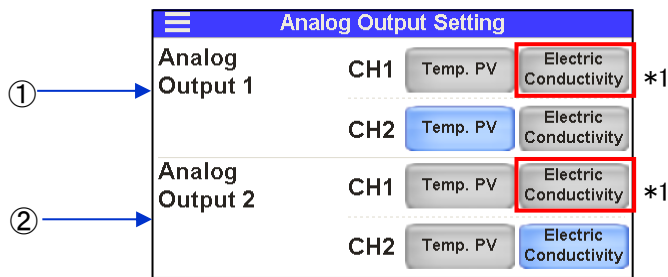 Analog Output Setting
Analog
Output 1
CH1
Temp. PV
Electric
Conductivity
*1
①
CH2
Temp. PV
Electric
Conductivity
Analog
Output 2
CH1
Temp. PV
Electric
Conductivity
*1
②
CH2
Temp. PV
Electric
Conductivity